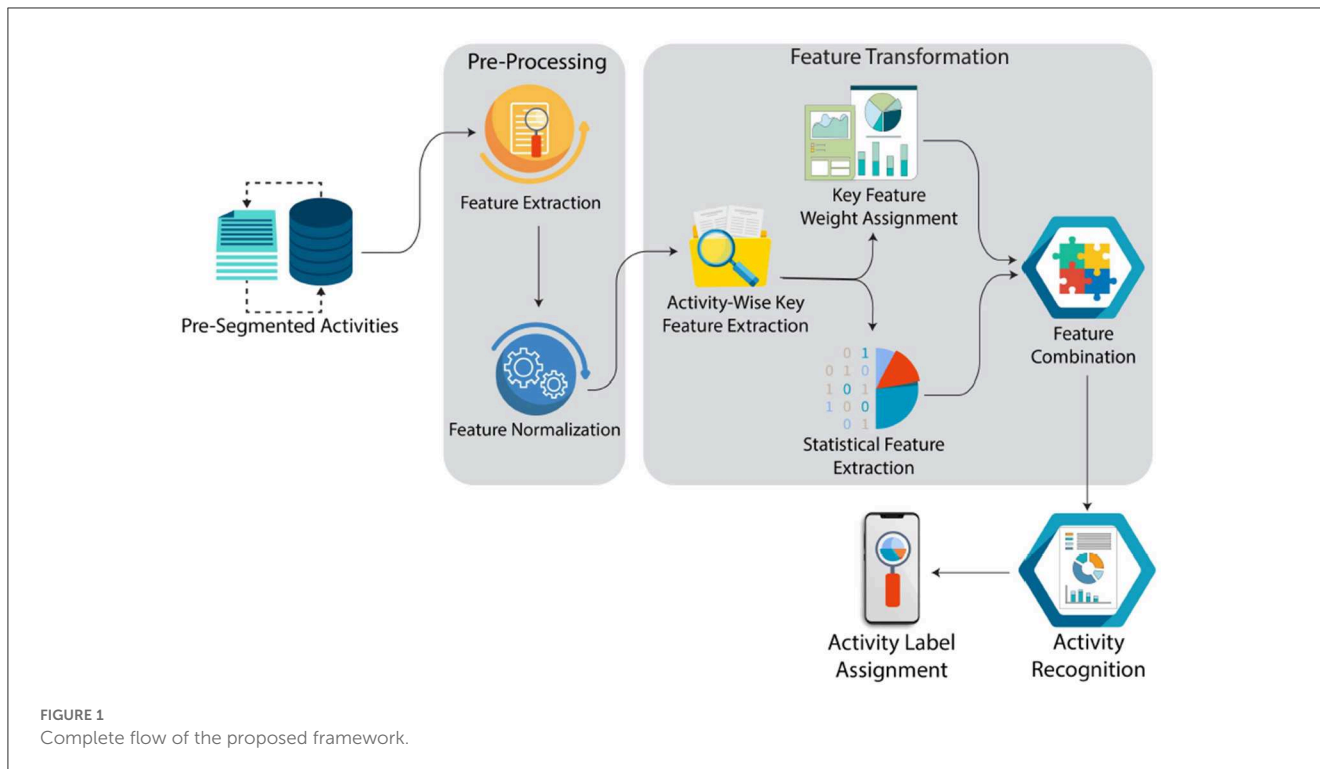 Pre-Processing
Feature Transformation
Feature Extraction
Key Feature
Weight Assignment
Pre-Segmented Activities
Activity-Wise Key
Feature Extraction
Feature
Combination
Feature Normalization
0 1
0 1 0
1 0 1
1 0 0
0 1
Statistical Feature
Extraction
Activity Label
Assignment
Activity
Recognition
FIGURE 1
Complete flow of the proposed framework.